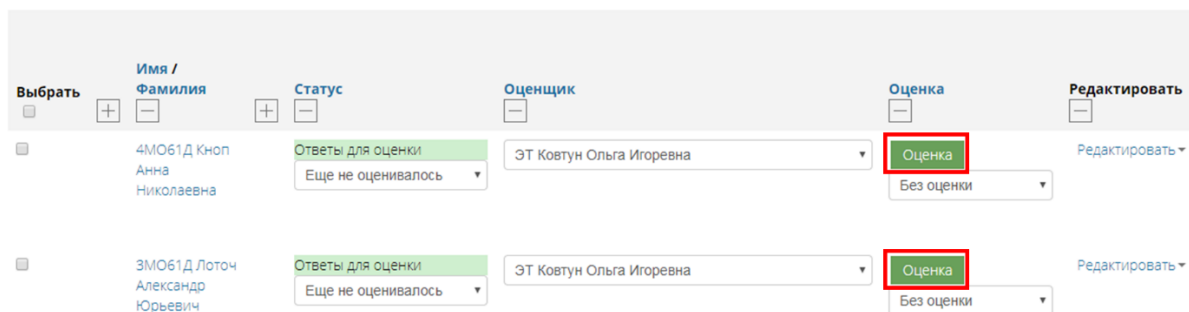 Имя /
Выбрать Фамилия Статус Оценщик Оценка Редактировать
4МО61Д Кноп Ответы для оценки ЭТ Ковтун Ольга Игоревна Оценка Редактировать
Анна Еще не оценивалось
Николаевна Без оценки
3МО61Д Лоточ Ответы для оценки ЭТ Ковтун Ольга Игоревна Оценка Редактировать
Александр Еще не оценивалось
Юрьевич Без оценки